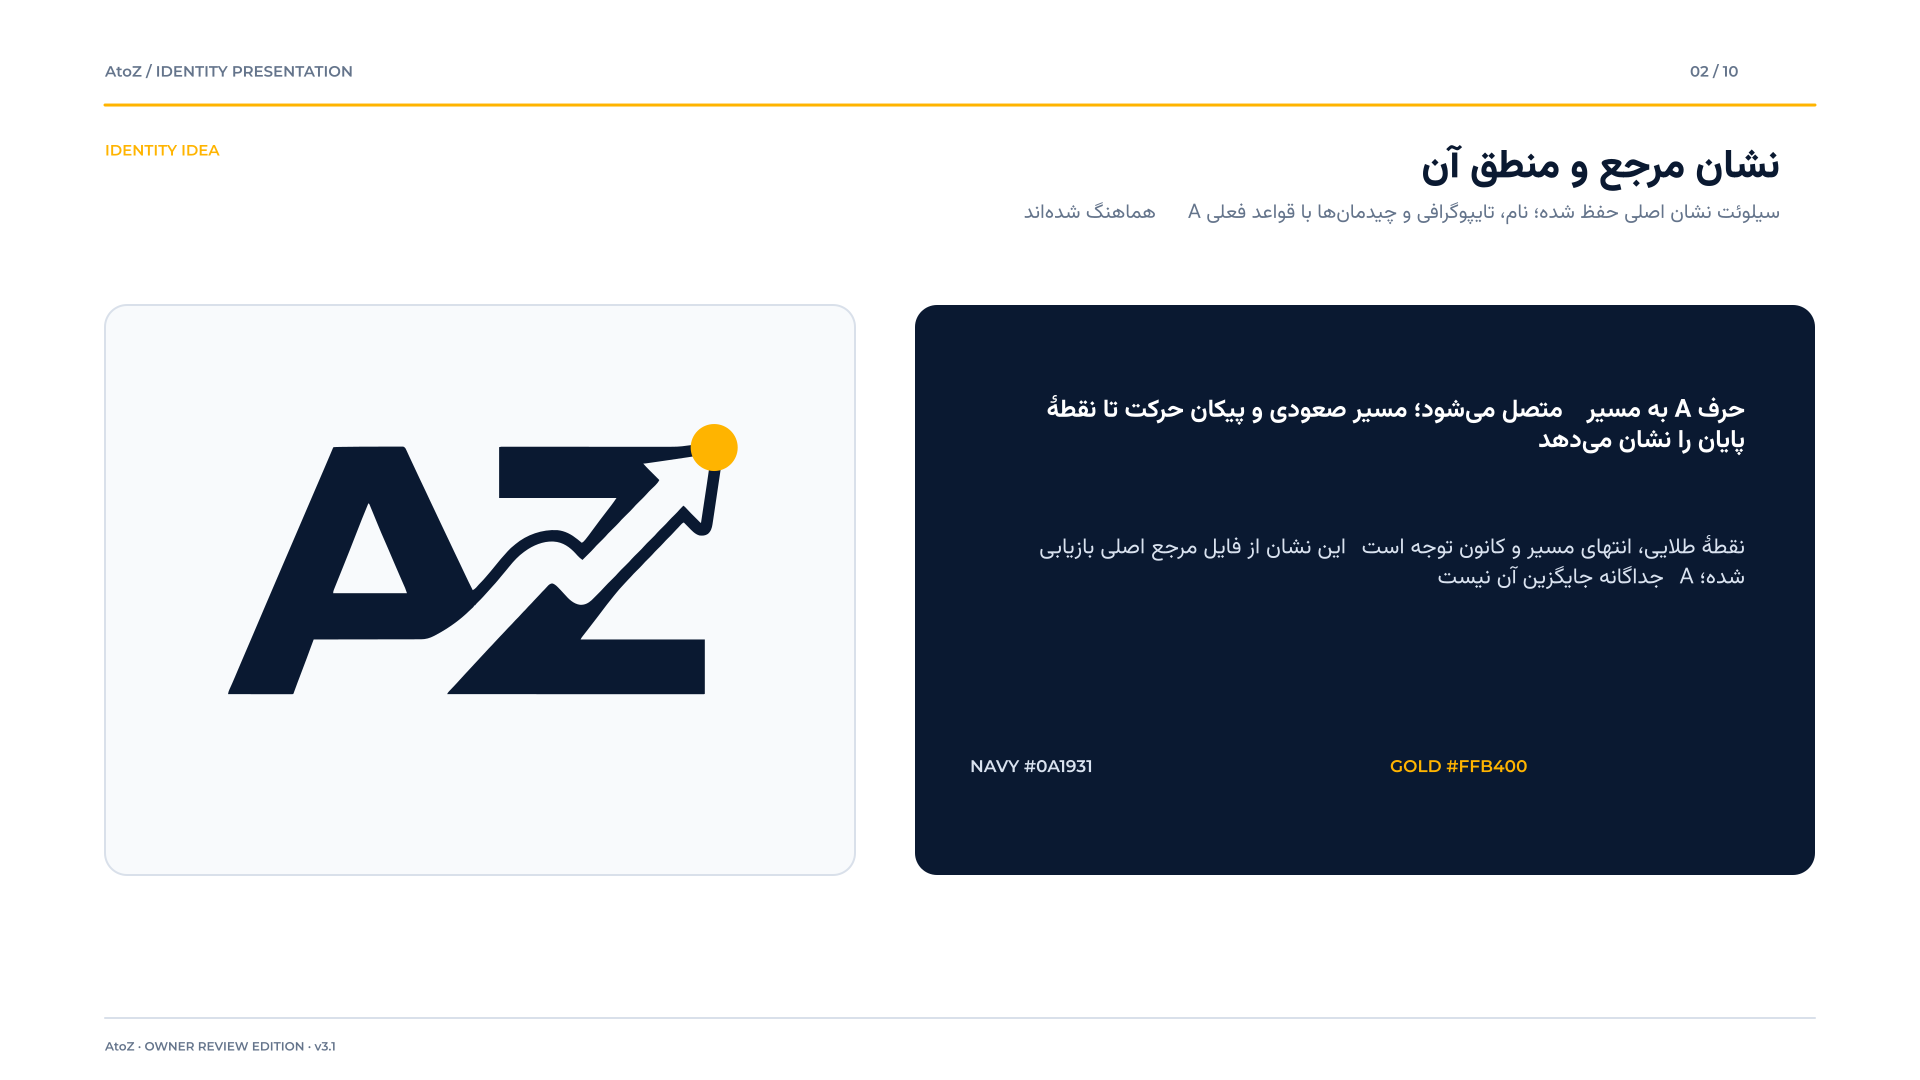 AtoZ / IDENTITY PRESENTATION
02 / 10
IDENTITY IDEA
نشان مرجع و منطق آن
سیلوئت نشان اصلی حفظ شده؛ نام، تایپوگرافی و چیدمان‌ها با قواعد فعلی A هماهنگ شده‌اند
AZ
حرف A به مسیر متصل می‌شود؛ مسیر صعودی و پیکان حرکت تا نقطهٔ
پایان را نشان می‌دهد
نقطهٔ طلایی، انتهای مسیر و کانون توجه است این نشان از فایل مرجع اصلی بازیابی
شده؛ A جداگانه جایگزین آن نیست
NAVY #0A1931
GOLD #FFB400
AtoZ · OWNER REVIEW EDITION · v3.1